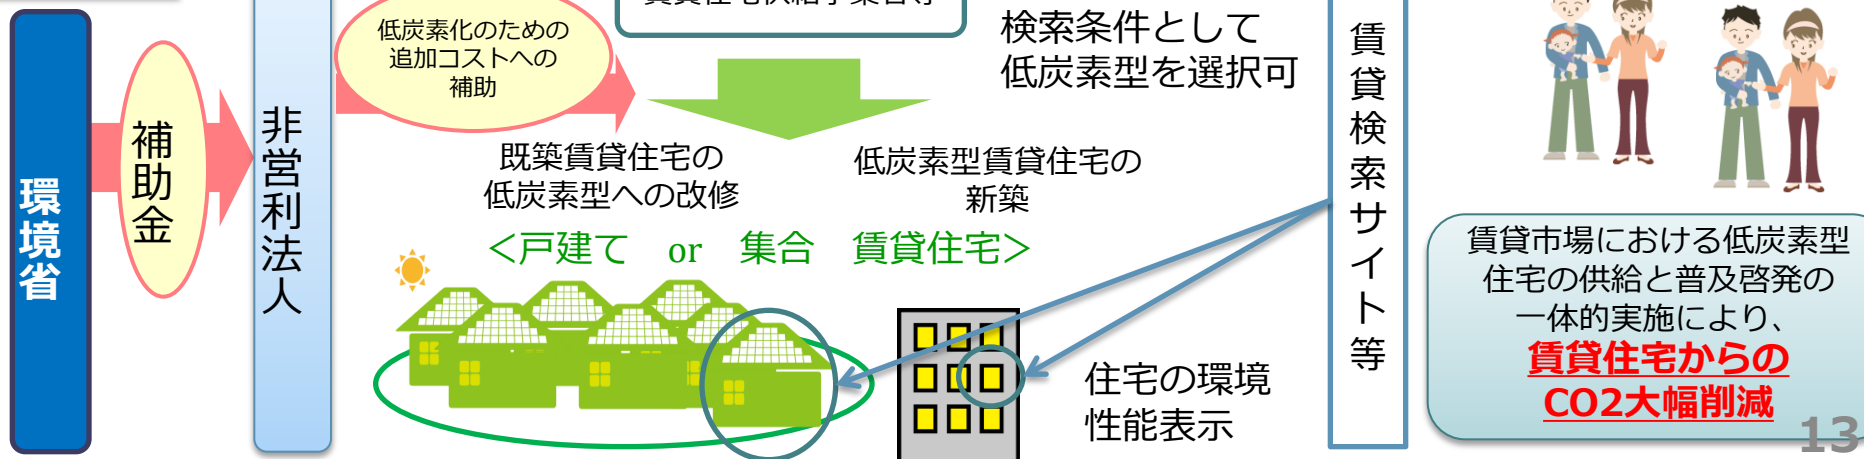 環境省
補助金
非営利法人
低炭素化のための
追加コストへの
補助
検索条件として
低炭素型を選択可
既築賃貸住宅の
低炭素型への改修
低炭素型賃貸住宅の
新築
<戸建て or 集合 賃貸住宅>
住宅の環境
性能表示
賃貸検索サイト等
賃貸市場における低炭素型
住宅の供給と普及啓発の
一体的実施により、
賃貸住宅からの
CO2大幅削減
13